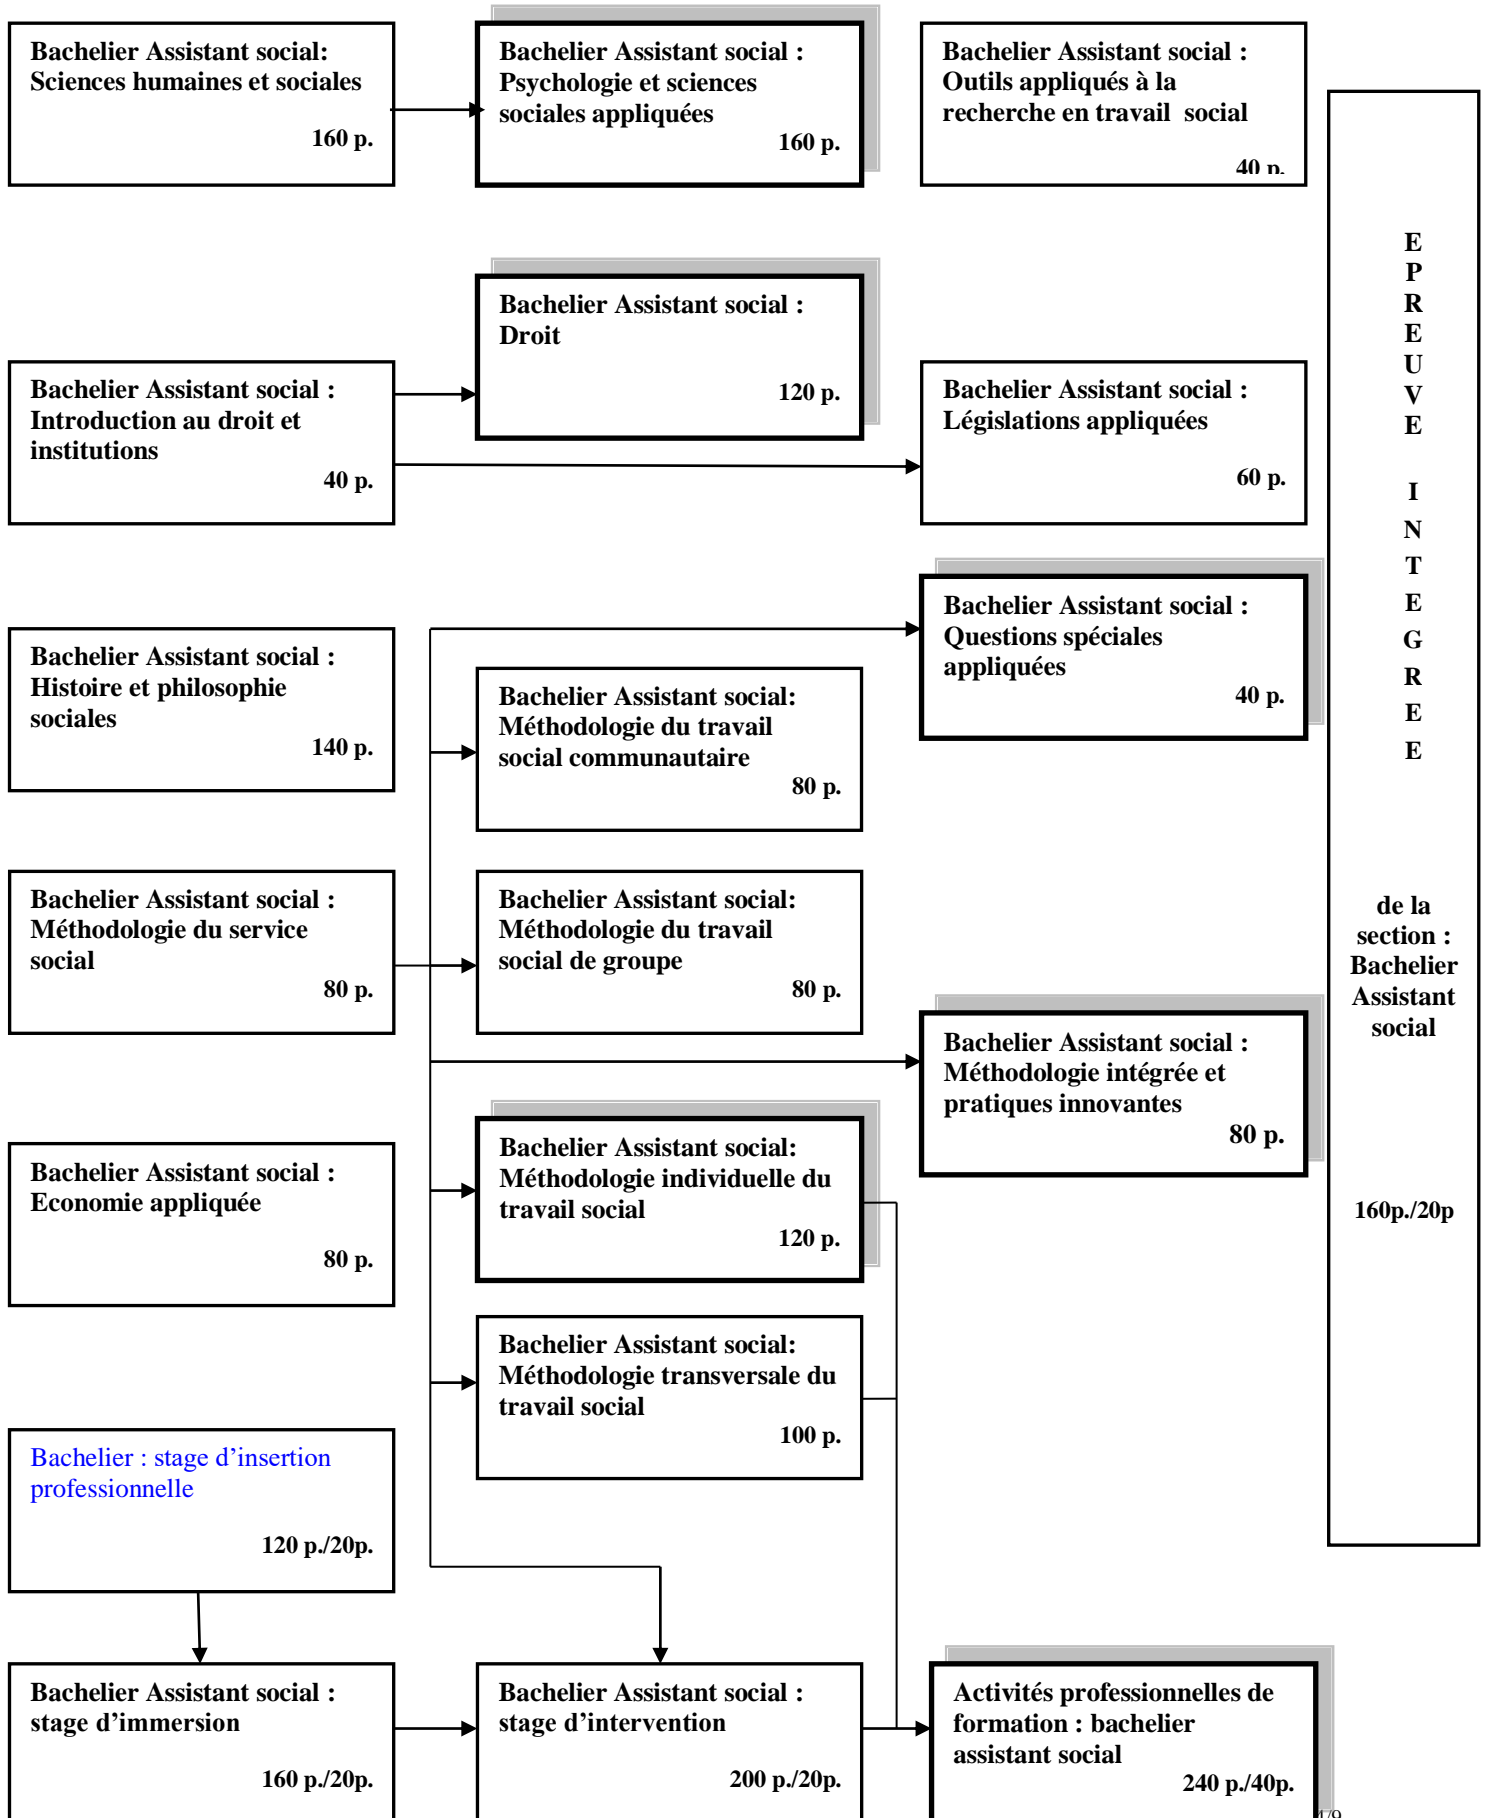 Bachelier Assistant social:
Sciences humaines et sociales
160 p.
Bachelier Assistant social :
Psychologie et sciences
sociales appliquées
160 p.
Bachelier Assistant social :
Outils appliqués à la
recherche en travail social
40 p.
Bachelier Assistant social :
Droit
120 p.
Bachelier Assistant social :
Introduction au droit et
institutions
40 p.
Bachelier Assistant social :
Législations appliquées
60 p.
Bachelier Assistant social :
Questions spéciales
appliquées
40 p.
Bachelier Assistant social :
Histoire et philosophie
sociales
140 p.
Bachelier Assistant social:
Méthodologie du travail
social communautaire
80 p.
Bachelier Assistant social :
Méthodologie du service
social
80 p.
Bachelier Assistant social:
Méthodologie du travail
social de groupe
80 p.
Bachelier Assistant social :
Méthodologie intégrée et
pratiques innovantes
80 p.
Bachelier Assistant social :
Economie appliquée
80 p.
Bachelier Assistant social:
Méthodologie individuelle du
travail social
120 p.
Bachelier Assistant social:
Méthodologie transversale du
travail social
100 p.
Bachelier : stage d’insertion
professionnelle
120 p./20p.
Bachelier Assistant social :
stage d’immersion
160 p./20p.
Bachelier Assistant social :
stage d’intervention
200 p./20p.
Activités professionnelles de
formation : bachelier
assistant social
240 p./40p.
E
P
R
E
U
V
E
I
N
T
E
G
R
E
E
de la
section :
Bachelier
Assistant
social
160p./20p
4/9